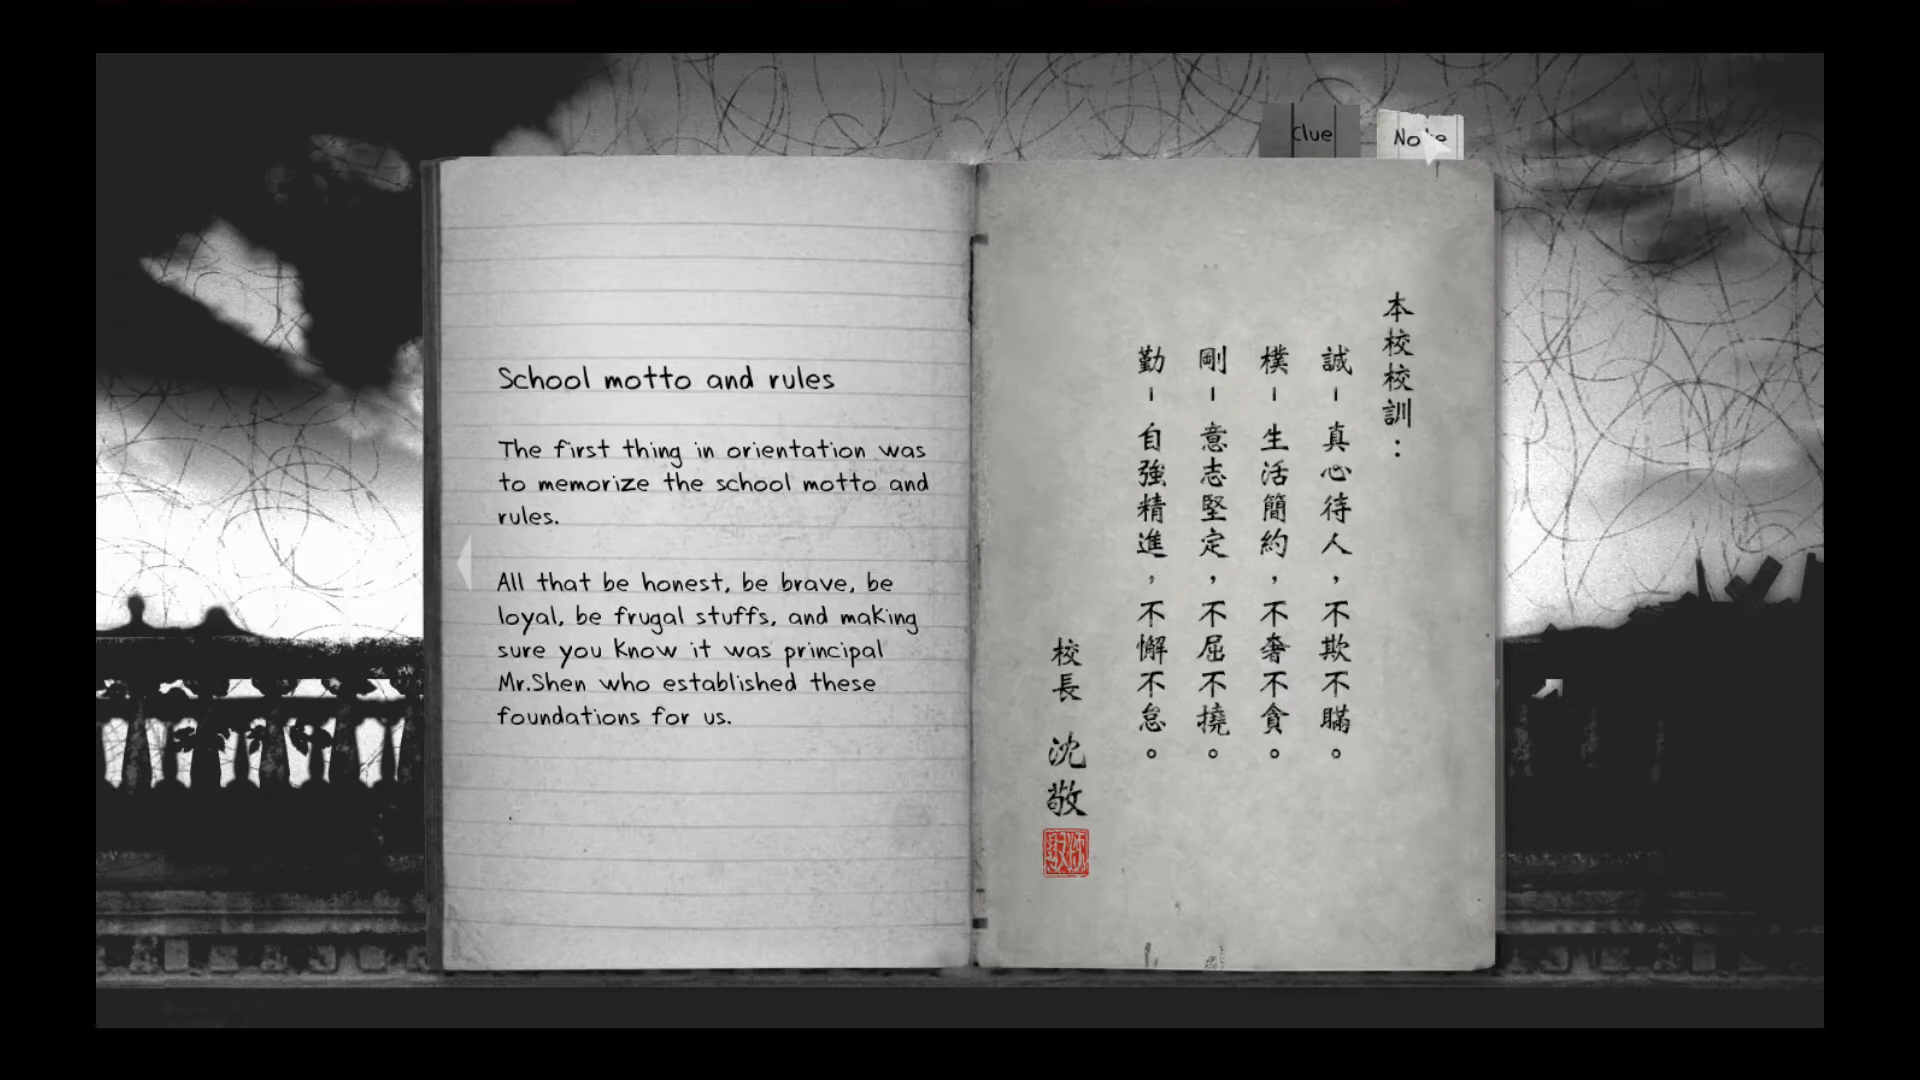 Clue
School motto and rules
The first thing in orientation was
to memorize the school motto and
rules.
All that be honest, be brave, be
loyal, be frugal stuffs, and making
sure you know it was principal
Mr.Shen who established these
foundations for us.
本校校訓：
誠－真心待人，不欺不瞞。
樸－生活簡約，不奢不貪。
剛－意志堅定，不屈不撓。
勤－自強精進，不懈不怠。
校長 沈敬